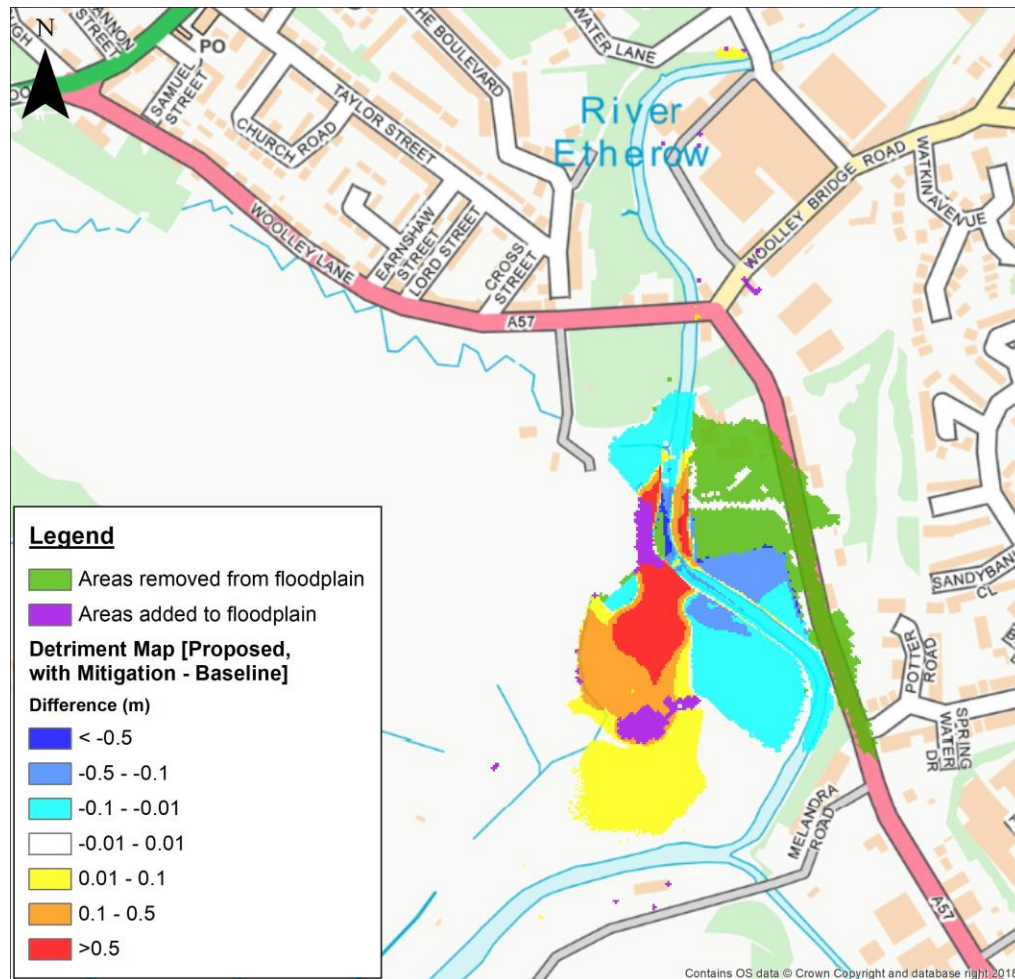 N
PO
SAMUEL
STREET
CHURCH ROAD
TAYLOR STREET
THE BOULEVARD
WATER LANE
River
Etherow
WOOLLEY BRIDGE ROAD
WATKIN AVENUE
WOOLLEY LANE
EARNSHAW
STREET
LORD STREET
CROSS
STREET
A57
SANDYBANK
CL
POTTER
ROAD
SPRING
WATER
DR
MELANDRA
ROAD
A57
Legend
Areas removed from floodplain
Areas added to floodplain
Detriment Map [Proposed,
with Mitigation - Baseline]
Difference (m)
< -0.5
-0.5 - -0.1
-0.1 - -0.01
-0.01 - 0.01
0.01 - 0.1
0.1 - 0.5
>0.5
Contains OS data © Crown Copyright and database right 2018